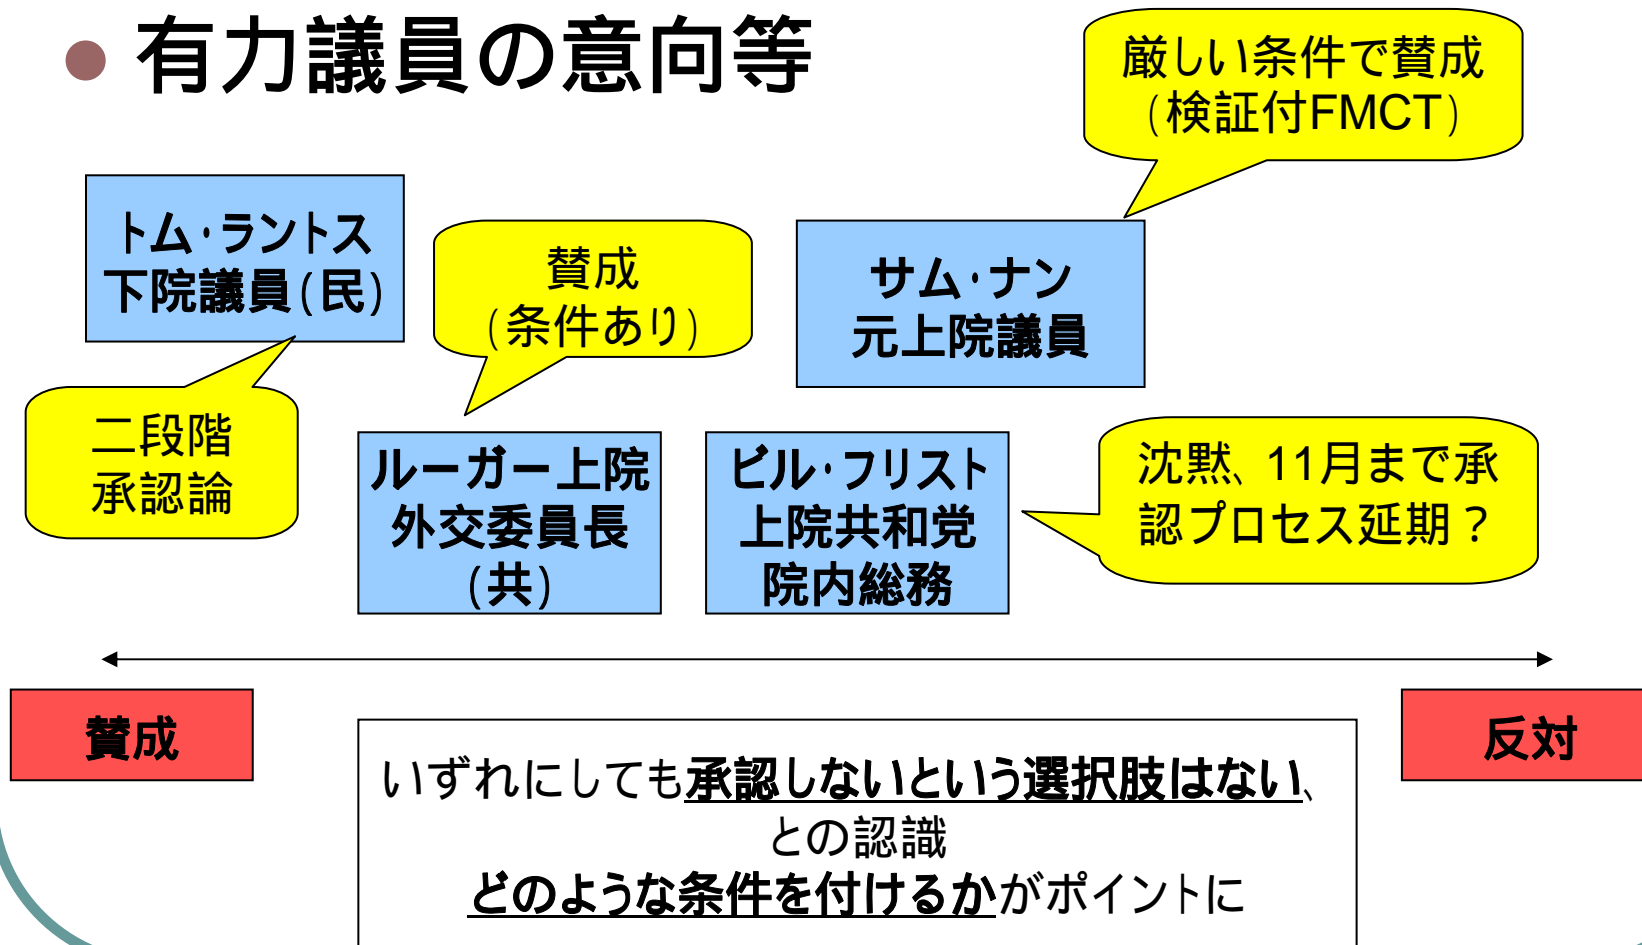 有力議員の意向等
厳しい条件で賛成
(検証付FMCT)
トム・ラントス
下院議員(民)
賛成
(条件あり)
サム・ナン
元上院議員
二段階
承認論
ルーガー上院
外交委員長
(共)
ビル・フリスト
上院共和党
院内総務
沈黙、11月まで承
認プロセス延期?
賛成
反対
いずれにしても承認しないという選択肢はない、
との認識
どのような条件を付けるかがポイントに